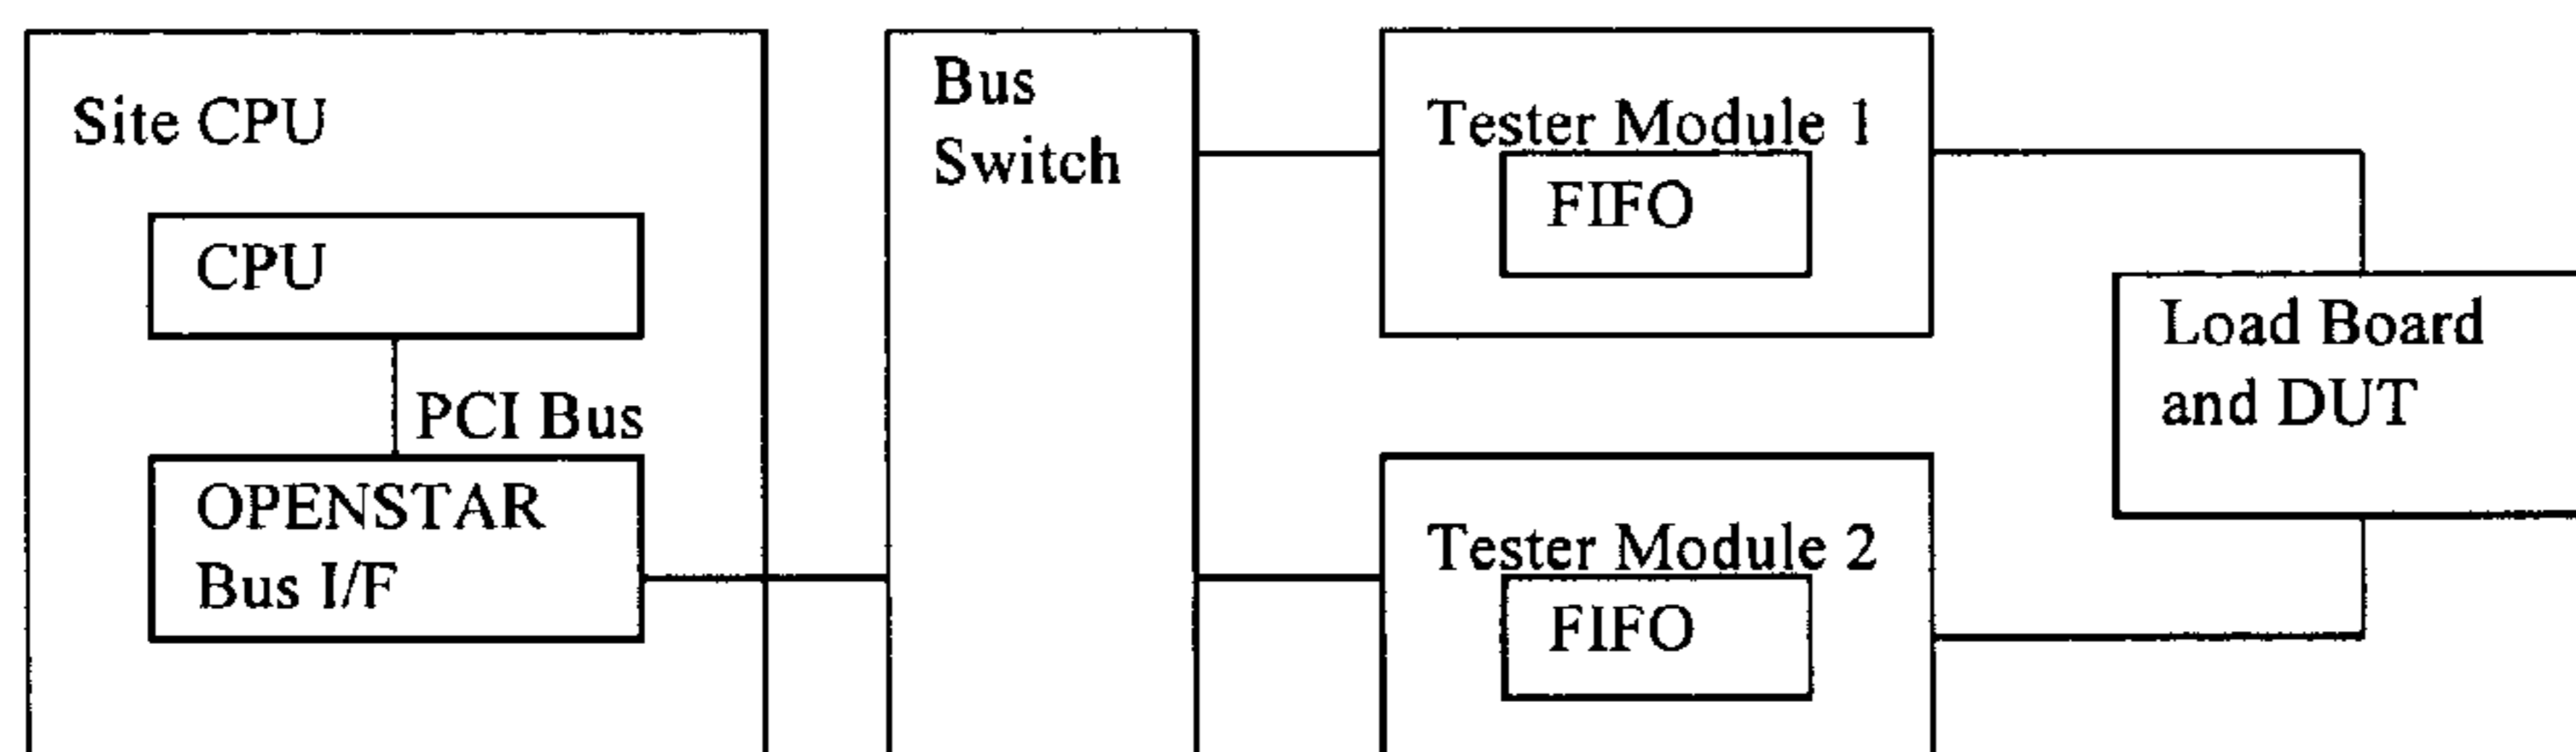 Site CPU
CPU
PCI Bus
OPENSTAR
Bus I/F
Bus
Switch
Tester Module 1
FIFO
Tester Module 2
FIFO
Load Board
and DUT